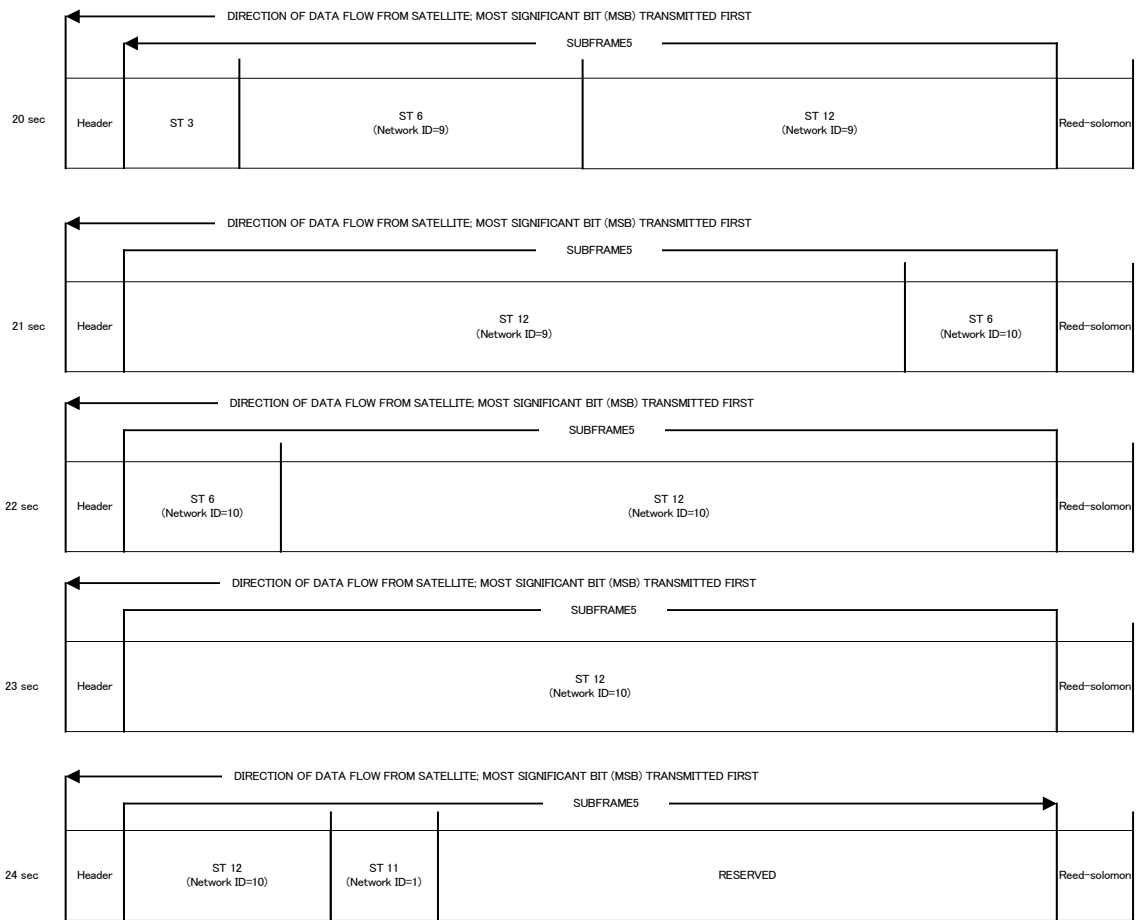 DIRECTION OF DATA FLOW FROM SATELLITE; MOST SIGNIFICANT BIT (MSB) TRANSMITTED FIRST
SUBFRAME5
20 sec
Header
ST 3
ST 6
(Network ID=9)
ST 12
(Network ID=9)
Reed-solomon
DIRECTION OF DATA FLOW FROM SATELLITE; MOST SIGNIFICANT BIT (MSB) TRANSMITTED FIRST
SUBFRAME5
21 sec
Header
ST 12
(Network ID=9)
ST 6
(Network ID=10)
Reed-solomon
DIRECTION OF DATA FLOW FROM SATELLITE; MOST SIGNIFICANT BIT (MSB) TRANSMITTED FIRST
SUBFRAME5
22 sec
Header
ST 6
(Network ID=10)
ST 12
(Network ID=10)
Reed-solomon
DIRECTION OF DATA FLOW FROM SATELLITE; MOST SIGNIFICANT BIT (MSB) TRANSMITTED FIRST
SUBFRAME5
23 sec
Header
ST 12
(Network ID=10)
Reed-solomon
DIRECTION OF DATA FLOW FROM SATELLITE; MOST SIGNIFICANT BIT (MSB) TRANSMITTED FIRST
SUBFRAME5
24 sec
Header
ST 12
(Network ID=10)
ST 11
(Network ID=1)
RESERVED
Reed-solomon